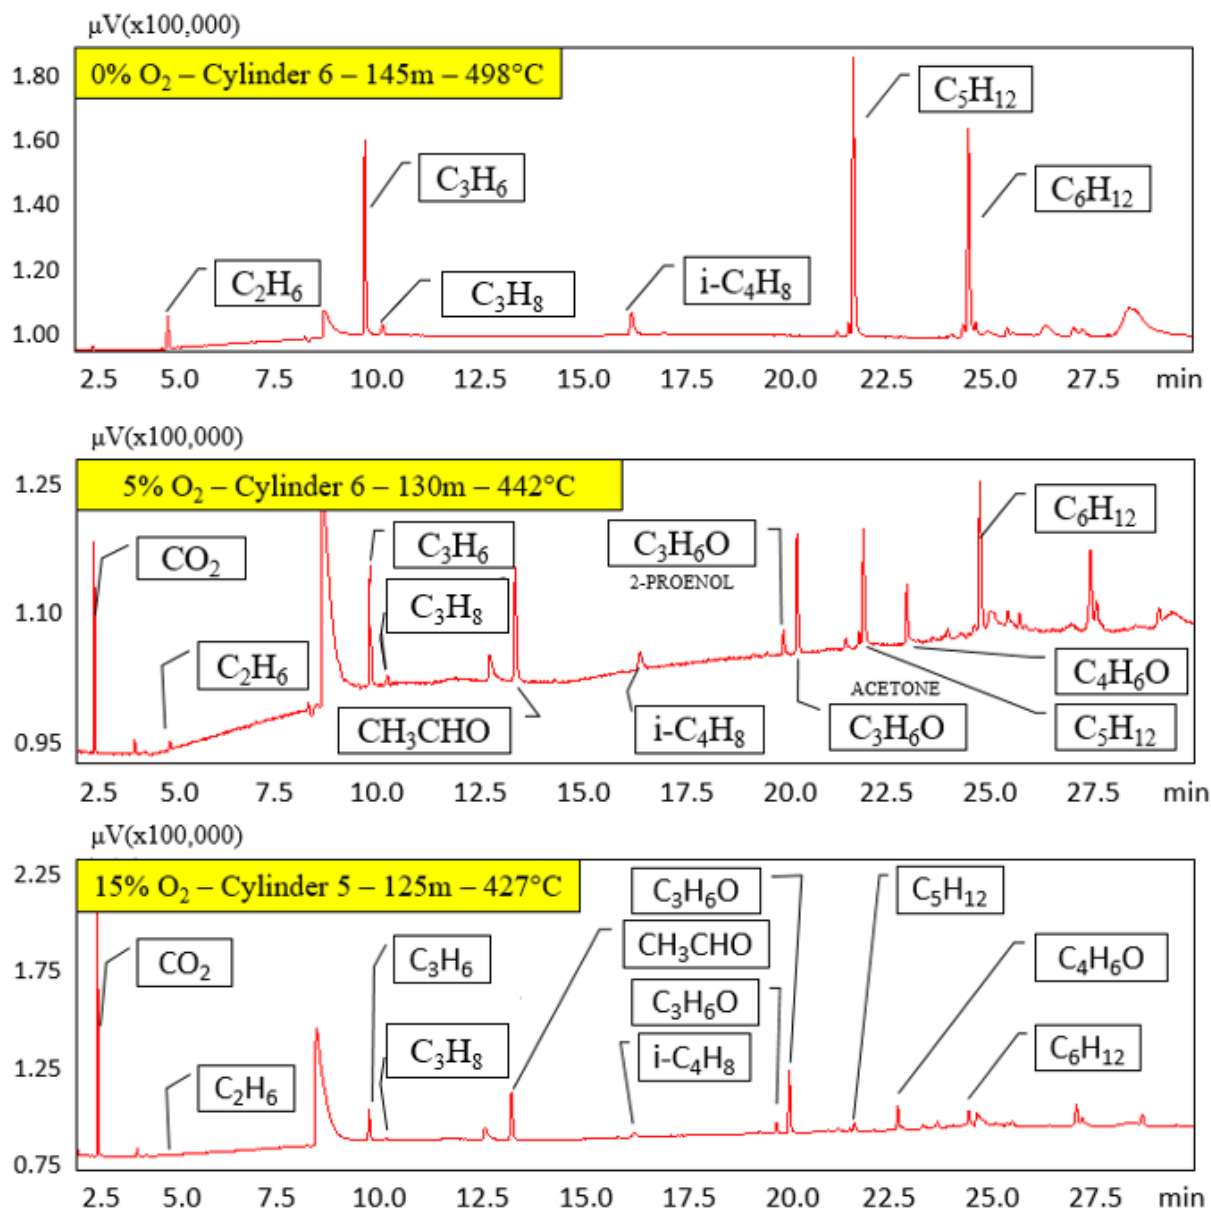 μV(x100,000)
0% O₂ – Cylinder 6 – 145m – 498°C
1.80
1.60
1.40
1.20
1.00
C₂H₆
C₃H₆
C₃H₈
i-C₄H₈
C₅H₁₂
C₆H₁₂
2.5 5.0 7.5 10.0 12.5 15.0 17.5 20.0 22.5 25.0 27.5 min
μV(x100,000)
5% O₂ – Cylinder 6 – 130m – 442°C
1.25
1.10
0.95
CO₂
C₂H₆
C₃H₆
C₃H₈
CH₃CHO
i-C₄H₈
C₃H₆O
2-PROENOL
ACETONE
C₃H₆O
C₆H₁₂
C₄H₆O
C₅H₁₂
2.5 5.0 7.5 10.0 12.5 15.0 17.5 20.0 22.5 25.0 27.5 min
μV(x100,000)
15% O₂ – Cylinder 5 – 125m – 427°C
2.25
1.75
1.25
0.75
CO₂
C₂H₆
C₃H₆
C₃H₈
C₃H₆O
CH₃CHO
C₃H₆O
i-C₄H₈
C₅H₁₂
C₄H₆O
C₆H₁₂
2.5 5.0 7.5 10.0 12.5 15.0 17.5 20.0 22.5 25.0 27.5 min